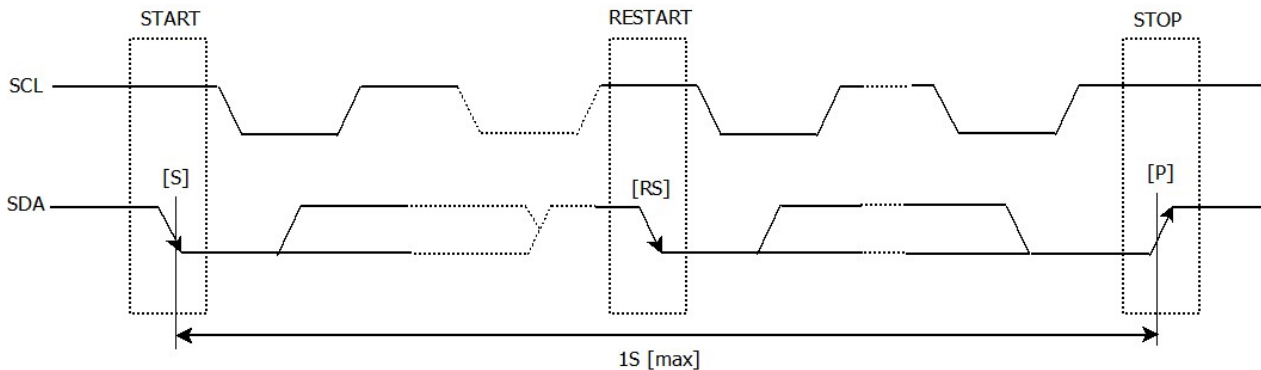 START RESTART STOP
SCL
[S] [RS] [P]
SDA
1S [max]